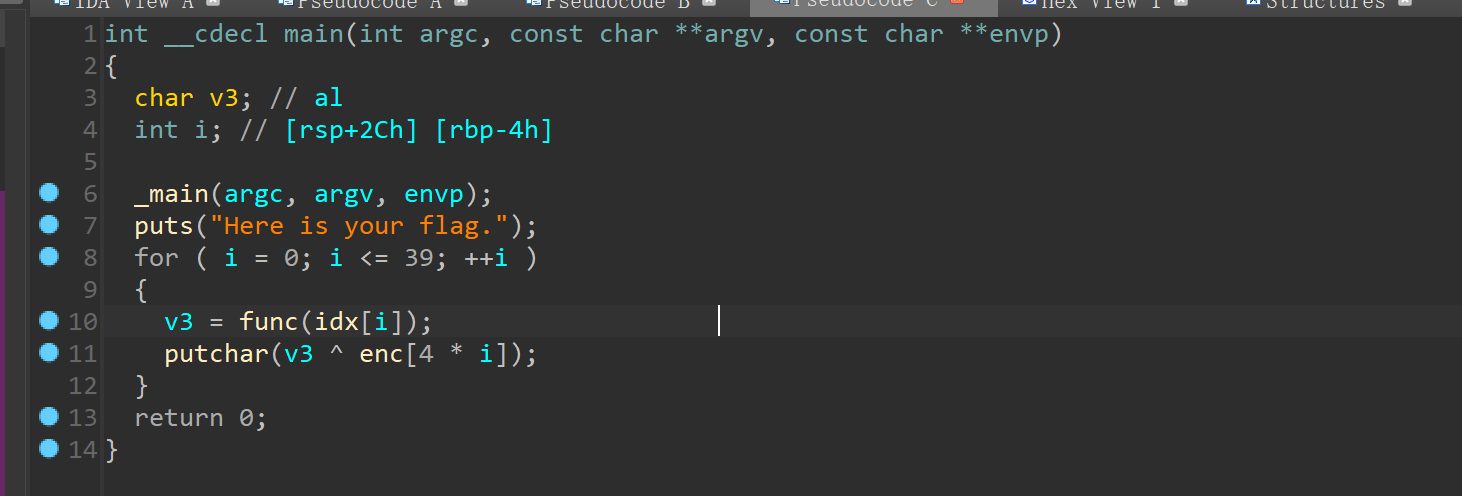 IDA View A Pseudocode A Pseudocode B Pseudocode C Hex View 1 Structures
1 int __cdecl main(int argc, const char **argv, const char **envp)
2 {
3   char v3; // al
4   int i; // [rsp+2Ch] [rbp-4h]
5
6   _main(argc, argv, envp);
7   puts("Here is your flag.");
8   for ( i = 0; i <= 39; ++i )
9   {
10     v3 = func(idx[i]);
11     putchar(v3 ^ enc[4 * i]);
12   }
13   return 0;
14 }